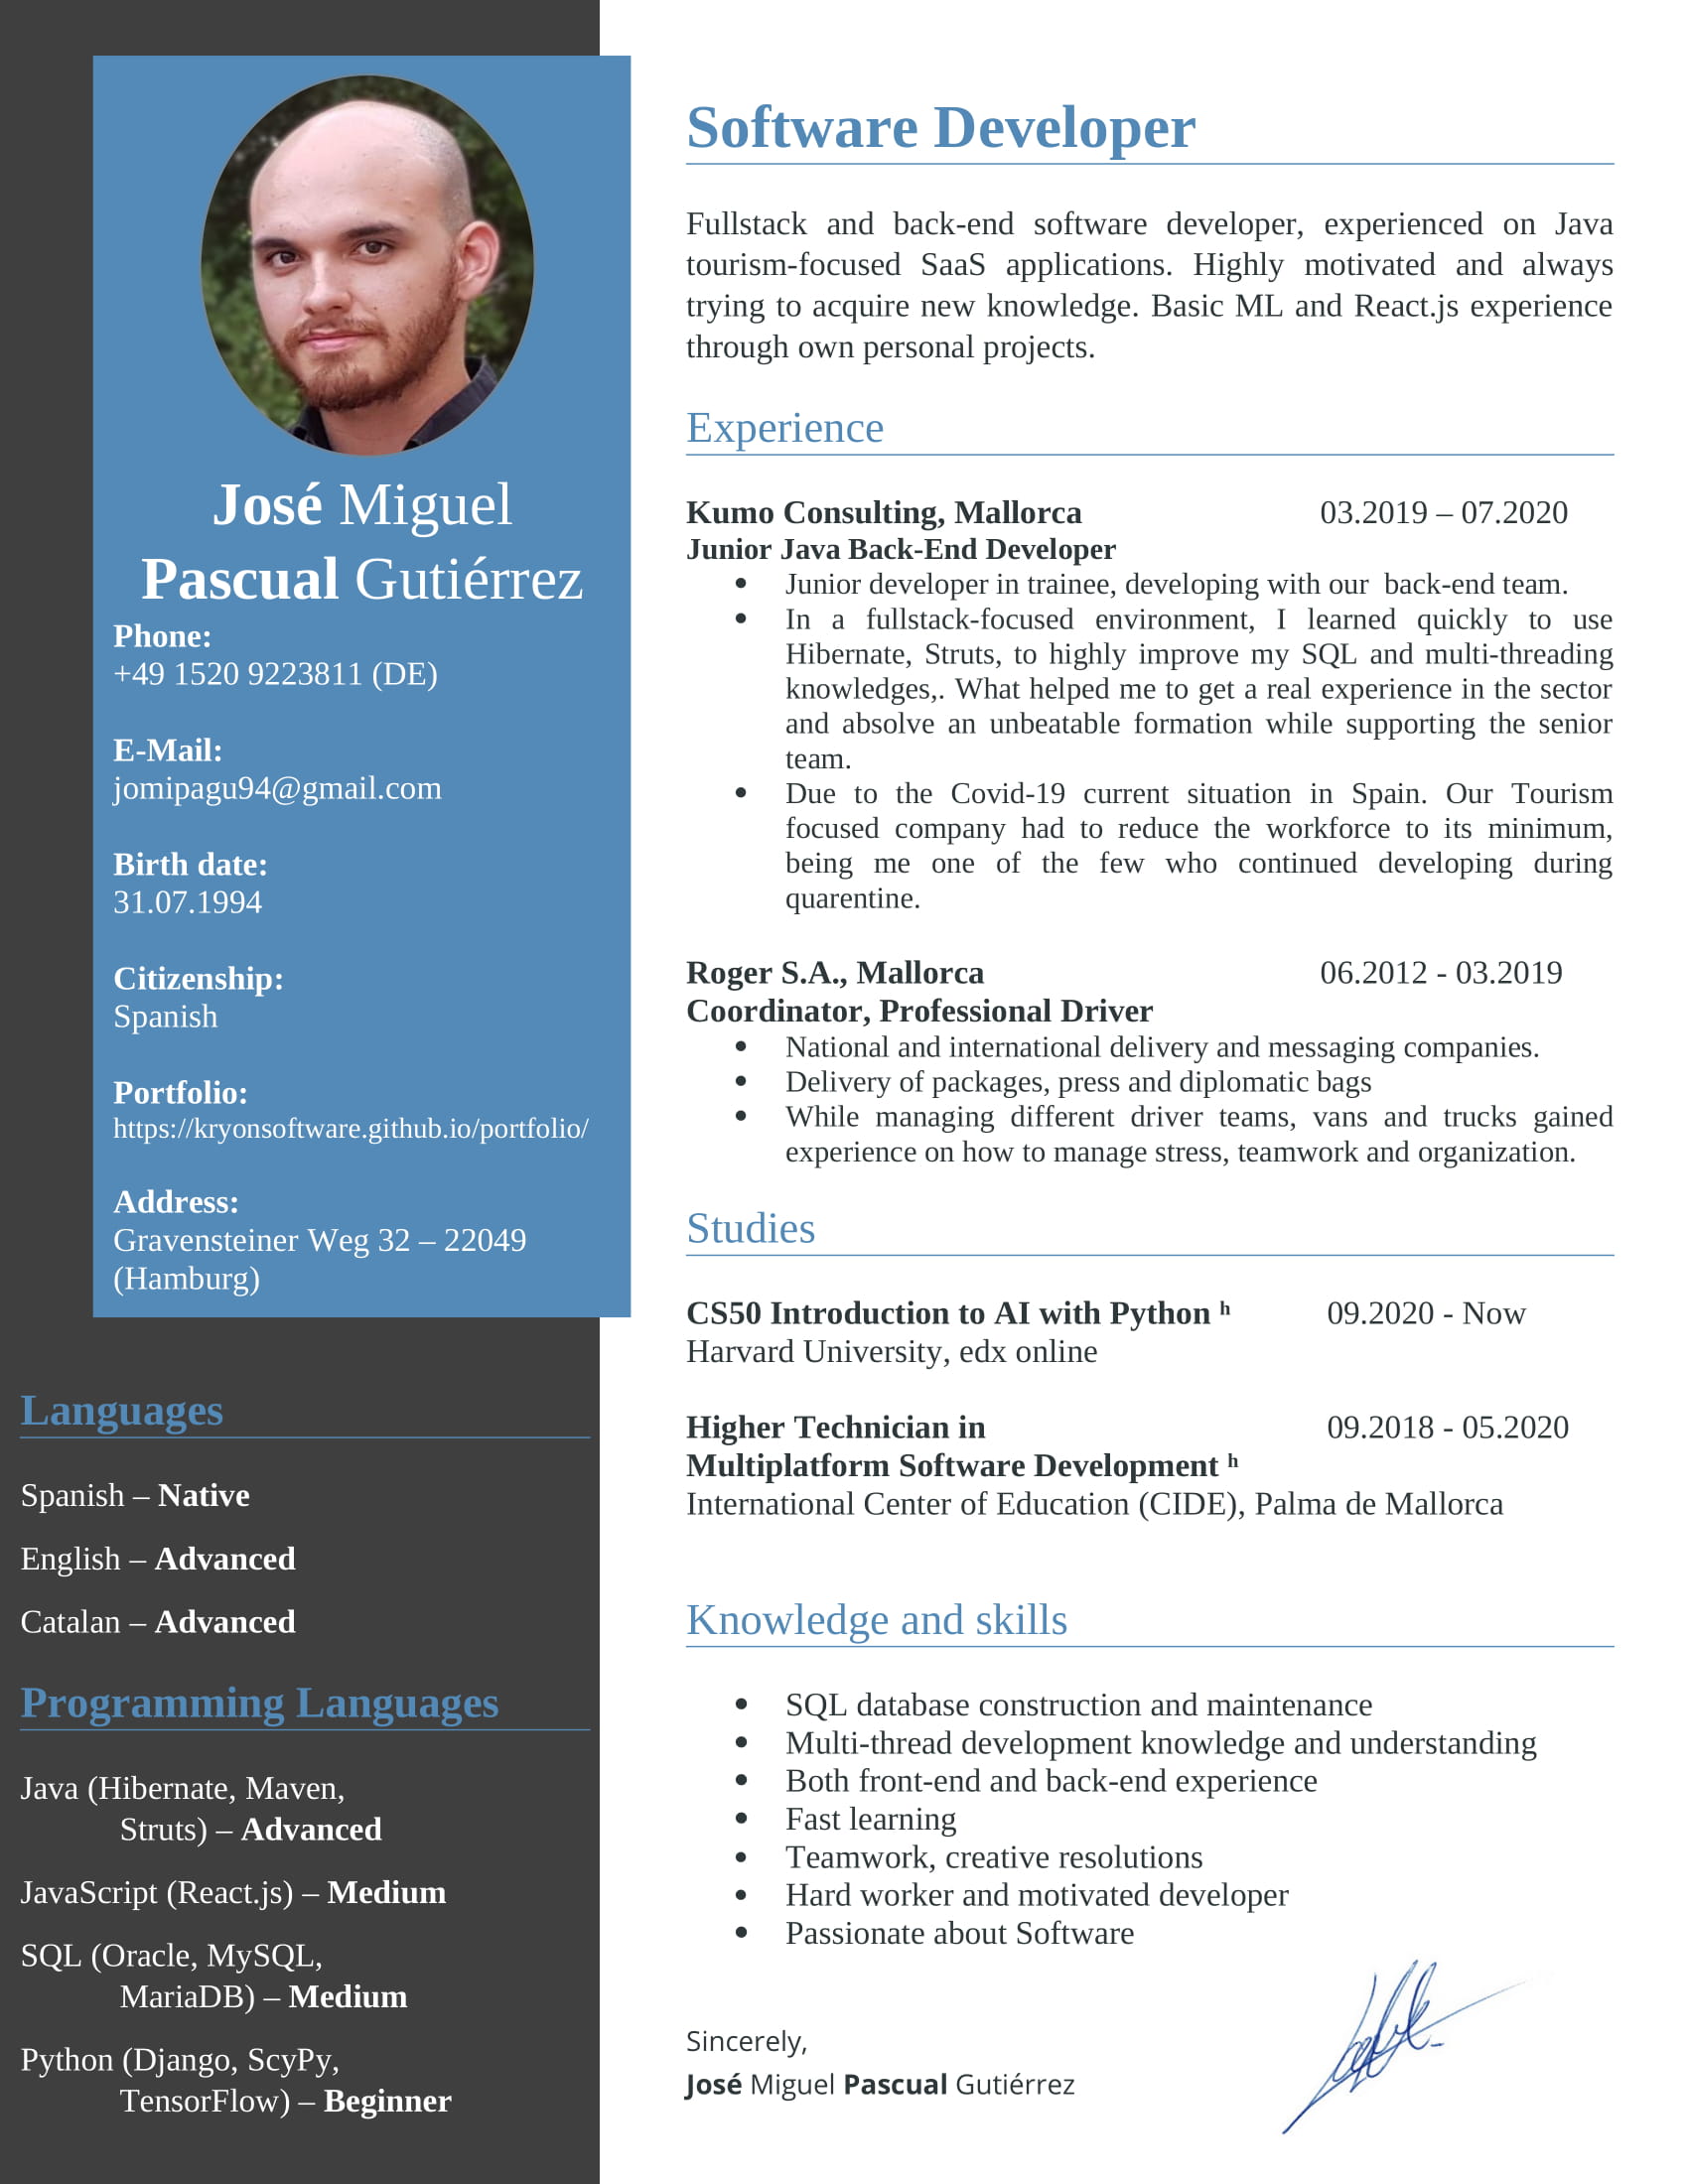 José Miguel
Pascual Gutiérrez
Phone:
+49 1520 9223811 (DE)
E-Mail:
jomipagu94@gmail.com
Birth date:
31.07.1994
Citizenship:
Spanish
Portfolio:
https://kryonsoftware.github.io/portfolio/
Address:
Gravensteiner Weg 32 – 22049
(Hamburg)
Languages
Spanish – Native
English – Advanced
Catalan – Advanced
Programming Languages
Java (Hibernate, Maven,
Struts) – Advanced
JavaScript (React.js) – Medium
SQL (Oracle, MySQL,
MariaDB) – Medium
Python (Django, ScyPy,
TensorFlow) – Beginner
Software Developer
Fullstack and back-end software developer, experienced on Java
tourism-focused SaaS applications. Highly motivated and always
trying to acquire new knowledge. Basic ML and React.js experience
through own personal projects.
Experience
Kumo Consulting, Mallorca 03.2019 – 07.2020
Junior Java Back-End Developer
• Junior developer in trainee, developing with our back-end team.
• In a fullstack-focused environment, I learned quickly to use
Hibernate, Struts, to highly improve my SQL and multi-threading
knowledges,. What helped me to get a real experience in the sector
and absolve an unbeatable formation while supporting the senior
team.
• Due to the Covid-19 current situation in Spain. Our Tourism
focused company had to reduce the workforce to its minimum,
being me one of the few who continued developing during
quarentine.
Roger S.A., Mallorca 06.2012 - 03.2019
Coordinator, Professional Driver
• National and international delivery and messaging companies.
• Delivery of packages, press and diplomatic bags
• While managing different driver teams, vans and trucks gained
experience on how to manage stress, teamwork and organization.
Studies
CS50 Introduction to AI with Python ʰ 09.2020 - Now
Harvard University, edx online
Higher Technician in 09.2018 - 05.2020
Multiplatform Software Development ʰ
International Center of Education (CIDE), Palma de Mallorca
Knowledge and skills
• SQL database construction and maintenance
• Multi-thread development knowledge and understanding
• Both front-end and back-end experience
• Fast learning
• Teamwork, creative resolutions
• Hard worker and motivated developer
• Passionate about Software
Sincerely,
José Miguel Pascual Gutiérrez